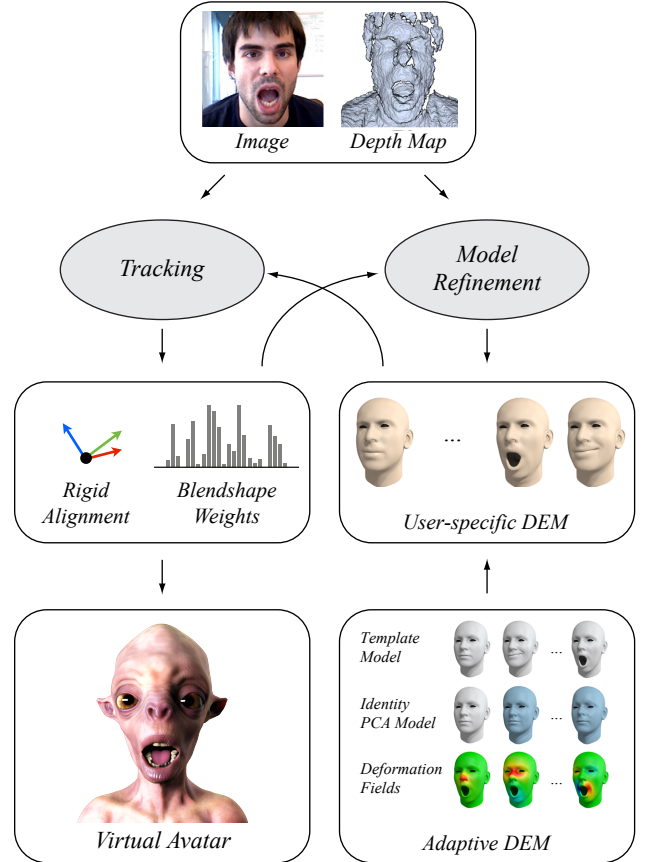 Image
Depth Map
Tracking
Model
Refinement
...
Rigid
Alignment
Blendshape
Weights
User-specific DEM
Template
Model
...
Identity
PCA Model
...
Deformation
Fields
...
Virtual Avatar
Adaptive DEM